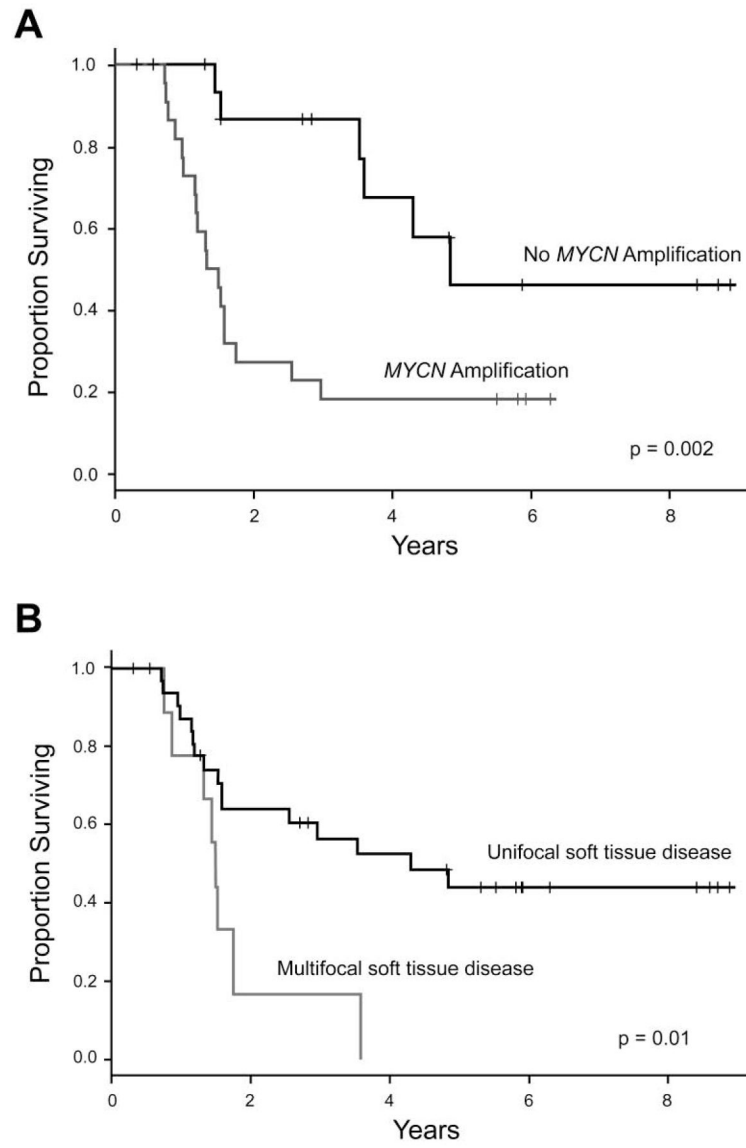 A
Proportion Surviving
1.0
0.8
0.6
0.4
0.2
0.0
No MYCN Amplification
MYCN Amplification
p = 0.002
0 2 4 6 8
Years
B
Proportion Surviving
1.0
0.8
0.6
0.4
0.2
0.0
Unifocal soft tissue disease
Multifocal soft tissue disease
p = 0.01
0 2 4 6 8
Years